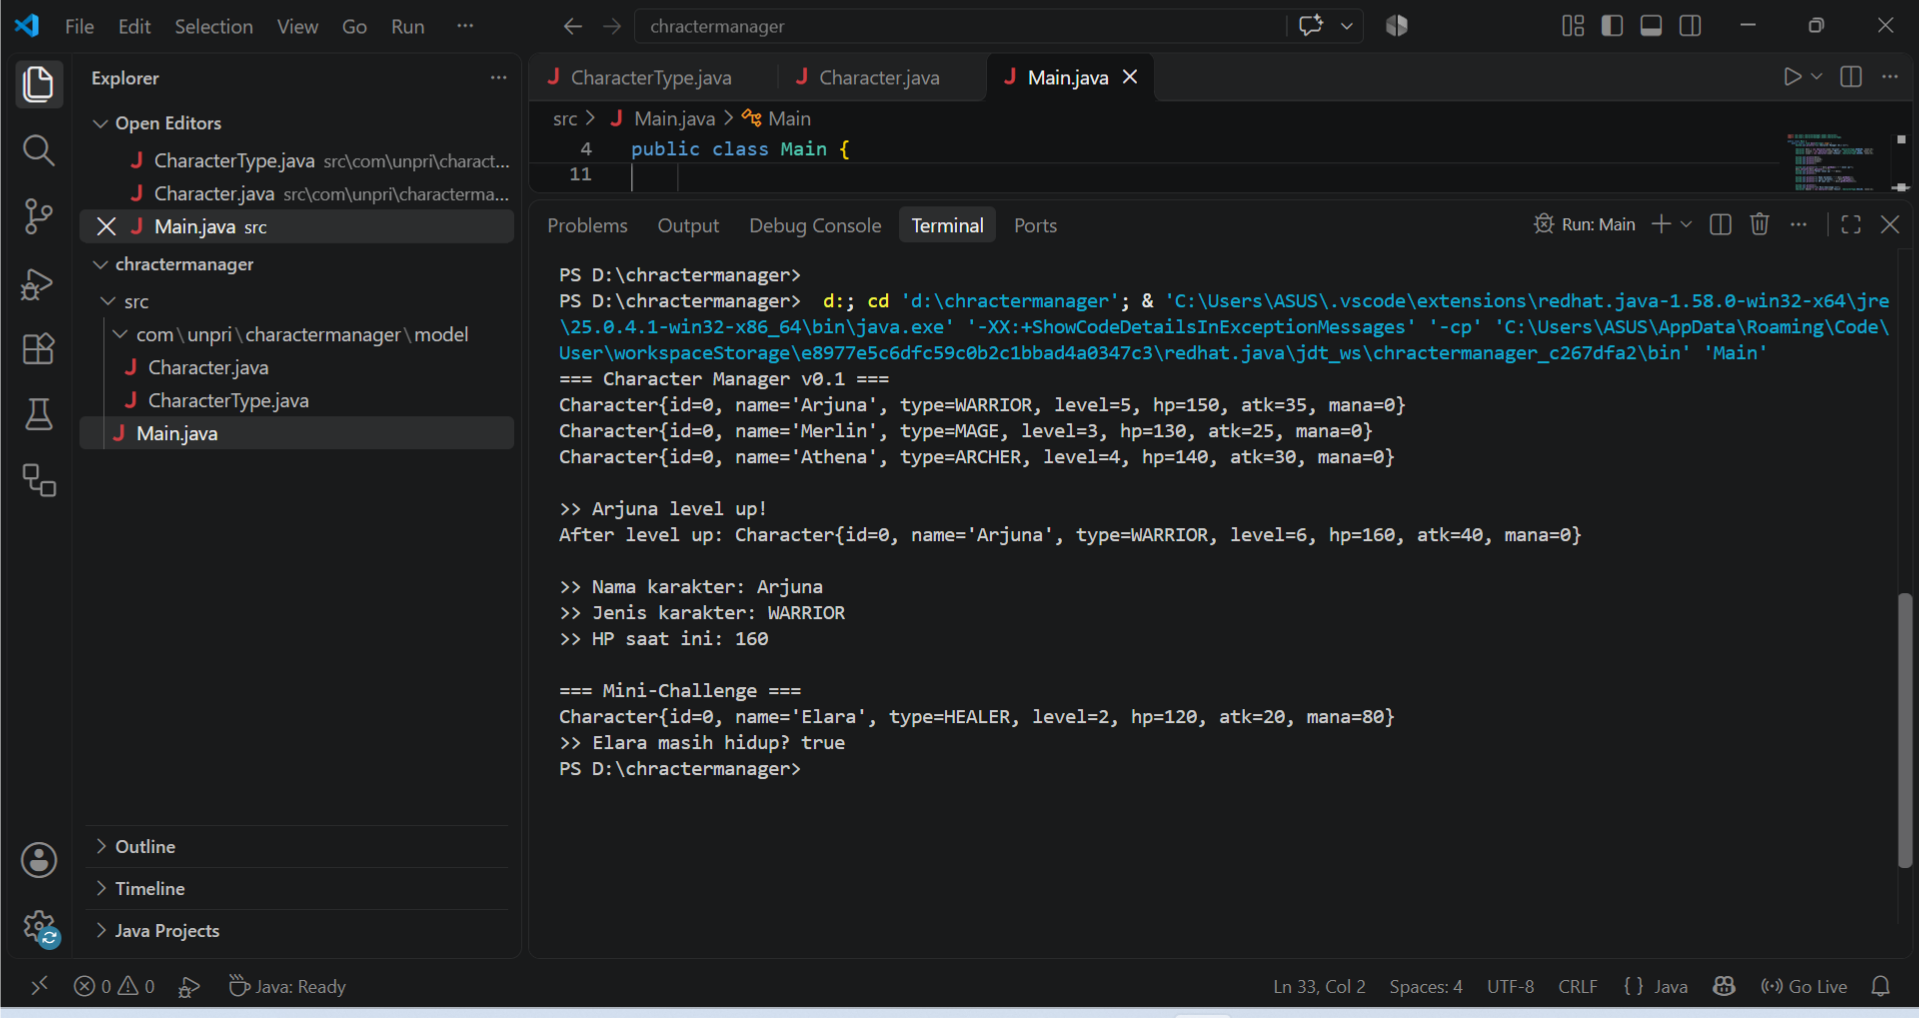 File Edit Selection View Go Run ···
chractermanager
Explorer ···
Open Editors
CharacterType.java src\com\unpri\charact...
Character.java src\com\unpri\characterma...
Main.java src
chractermanager
src
com\unpri\charactermanager\model
Character.java
CharacterType.java
Main.java
Outline
Timeline
Java Projects
CharacterType.java Character.java Main.java
src > Main.java > Main
4 public class Main {
11
Problems Output Debug Console Terminal Ports Run: Main
PS D:\chractermanager>
PS D:\chractermanager>  d:; cd 'd:\chractermanager'; & 'C:\Users\ASUS\.vscode\extensions\redhat.java-1.58.0-win32-x64\jre
\25.0.4.1-win32-x86_64\bin\java.exe' '-XX:+ShowCodeDetailsInExceptionMessages' '-cp' 'C:\Users\ASUS\AppData\Roaming\Code\
User\workspaceStorage\e8977e5c6dfc59c0b2c1bbad4a0347c3\redhat.java\jdt_ws\chractermanager_c267dfa2\bin' 'Main'
=== Character Manager v0.1 ===
Character{id=0, name='Arjuna', type=WARRIOR, level=5, hp=150, atk=35, mana=0}
Character{id=0, name='Merlin', type=MAGE, level=3, hp=130, atk=25, mana=0}
Character{id=0, name='Athena', type=ARCHER, level=4, hp=140, atk=30, mana=0}
>> Arjuna level up!
After level up: Character{id=0, name='Arjuna', type=WARRIOR, level=6, hp=160, atk=40, mana=0}
>> Nama karakter: Arjuna
>> Jenis karakter: WARRIOR
>> HP saat ini: 160
=== Mini-Challenge ===
Character{id=0, name='Elara', type=HEALER, level=2, hp=120, atk=20, mana=80}
>> Elara masih hidup? true
PS D:\chractermanager>
0 0 Java: Ready Ln 33, Col 2 Spaces: 4 UTF-8 CRLF { } Java Go Live